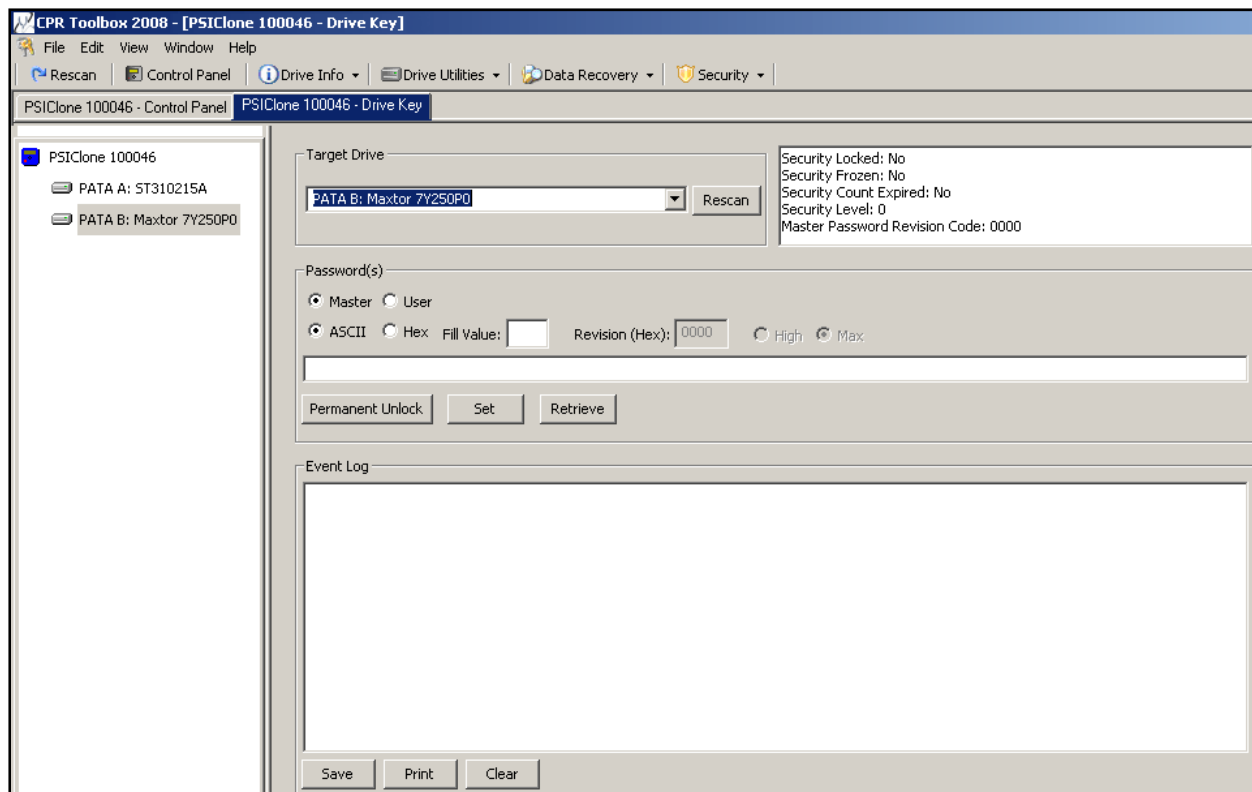 CPR Toolbox 2008 - [PSIClone 100046 - Drive Key]
File Edit View Window Help
Rescan Control Panel Drive Info Drive Utilities Data Recovery Security
PSIClone 100046 - Control Panel PSIClone 100046 - Drive Key
PSIClone 100046
PATA A: ST310215A
PATA B: Maxtor 7Y250P0
Target Drive
PATA B: Maxtor 7Y250P0 Rescan
Security Locked: No
Security Frozen: No
Security Count Expired: No
Security Level: 0
Master Password Revision Code: 0000
Password(s)
Master User
ASCII Hex Fill Value: Revision (Hex): 0000 High Max
Permanent Unlock Set Retrieve
Event Log
Save Print Clear